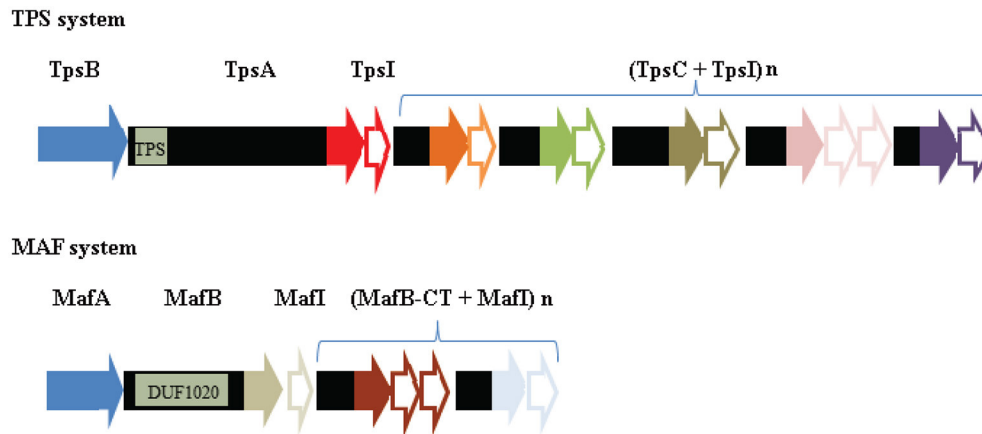 TPS system
TpsB TpsA TpsI (TpsC + TpsI) n
TPS
MAF system
MafA MafB MafI (MafB-CT + MafI) n
DUF1020